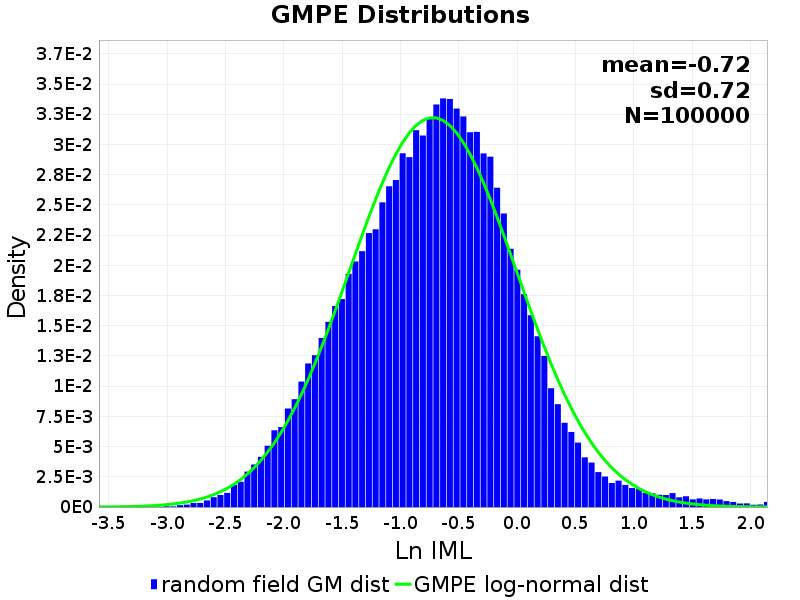 GMPE Distributions
mean=-0.72
sd=0.72
N=100000
Density
3.7E-2
3.5E-2
3.3E-2
3E-2
2.8E-2
2.5E-2
2.2E-2
2E-2
1.8E-2
1.5E-2
1.3E-2
1E-2
7.5E-3
5E-3
2.5E-3
0E0
-3.5 -3.0 -2.5 -2.0 -1.5 -1.0 -0.5 0.0 0.5 1.0 1.5 2.0
Ln IML
random field GM dist GMPE log-normal dist